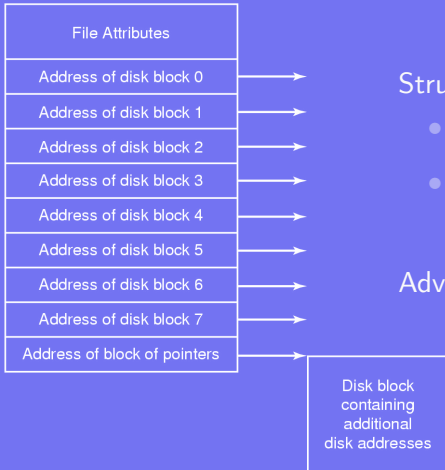 File Attributes
Address of disk block 0
Address of disk block 1
Address of disk block 2
Address of disk block 3
Address of disk block 4
Address of disk block 5
Address of disk block 6
Address of disk block 7
Address of block of pointers
Disk block
containing
additional
disk addresses
Stru
Adv